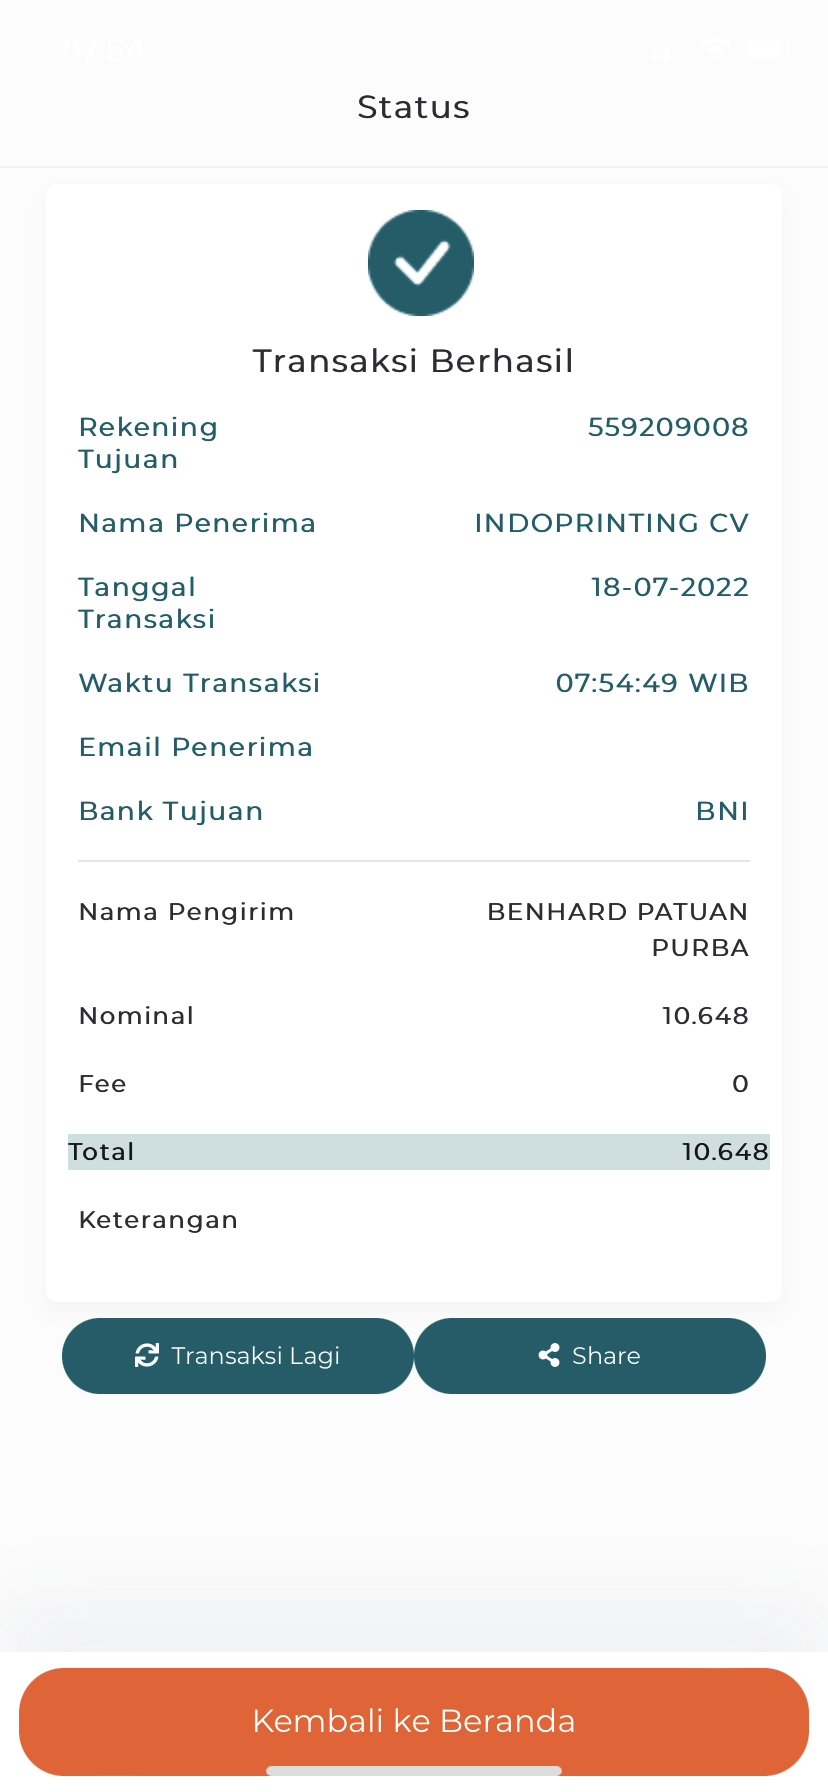 07:54
Status
Transaksi Berhasil
Rekening
Tujuan
559209008
Nama Penerima
INDOPRINTING CV
Tanggal
Transaksi
18-07-2022
Waktu Transaksi
07:54:49 WIB
Email Penerima
Bank Tujuan
BNI
Nama Pengirim
BENHARD PATUAN
PURBA
Nominal
10.648
Fee
0
Total
10.648
Keterangan
Transaksi Lagi
Share
Kembali ke Beranda